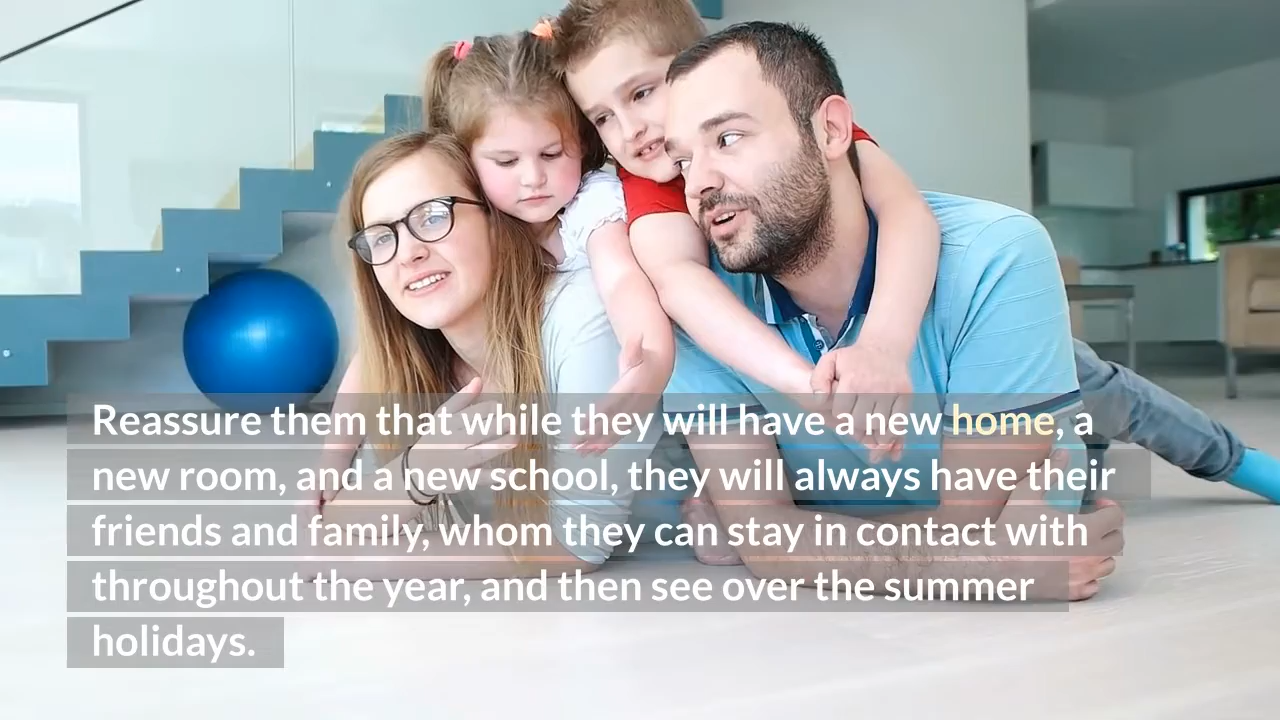 Reassure them that while they will have a new home, a
new room, and a new school, they will always have their
friends and family, whom they can stay in contact with
throughout the year, and then see over the summer
holidays.